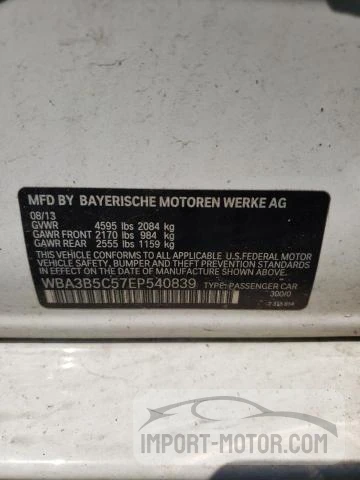 MFD BY BAYERISCHE MOTOREN WERKE AG
08/13
GVWR 4595 lbs 2084 kg
GAWR FRONT 2170 lbs 984 kg
GAWR REAR 2555 lbs 1159 kg
THIS VEHICLE CONFORMS TO ALL APPLICABLE U.S.FEDERAL MOTOR
VEHICLE SAFETY, BUMPER, AND THEFT PREVENTION STANDARDS IN
EFFECT ON THE DATE OF MANUFACTURE SHOWN ABOVE.
WBA3B5C57EP540839 TYPE: PASSENGER CAR
300/0
IMPORT-MOTOR.COM